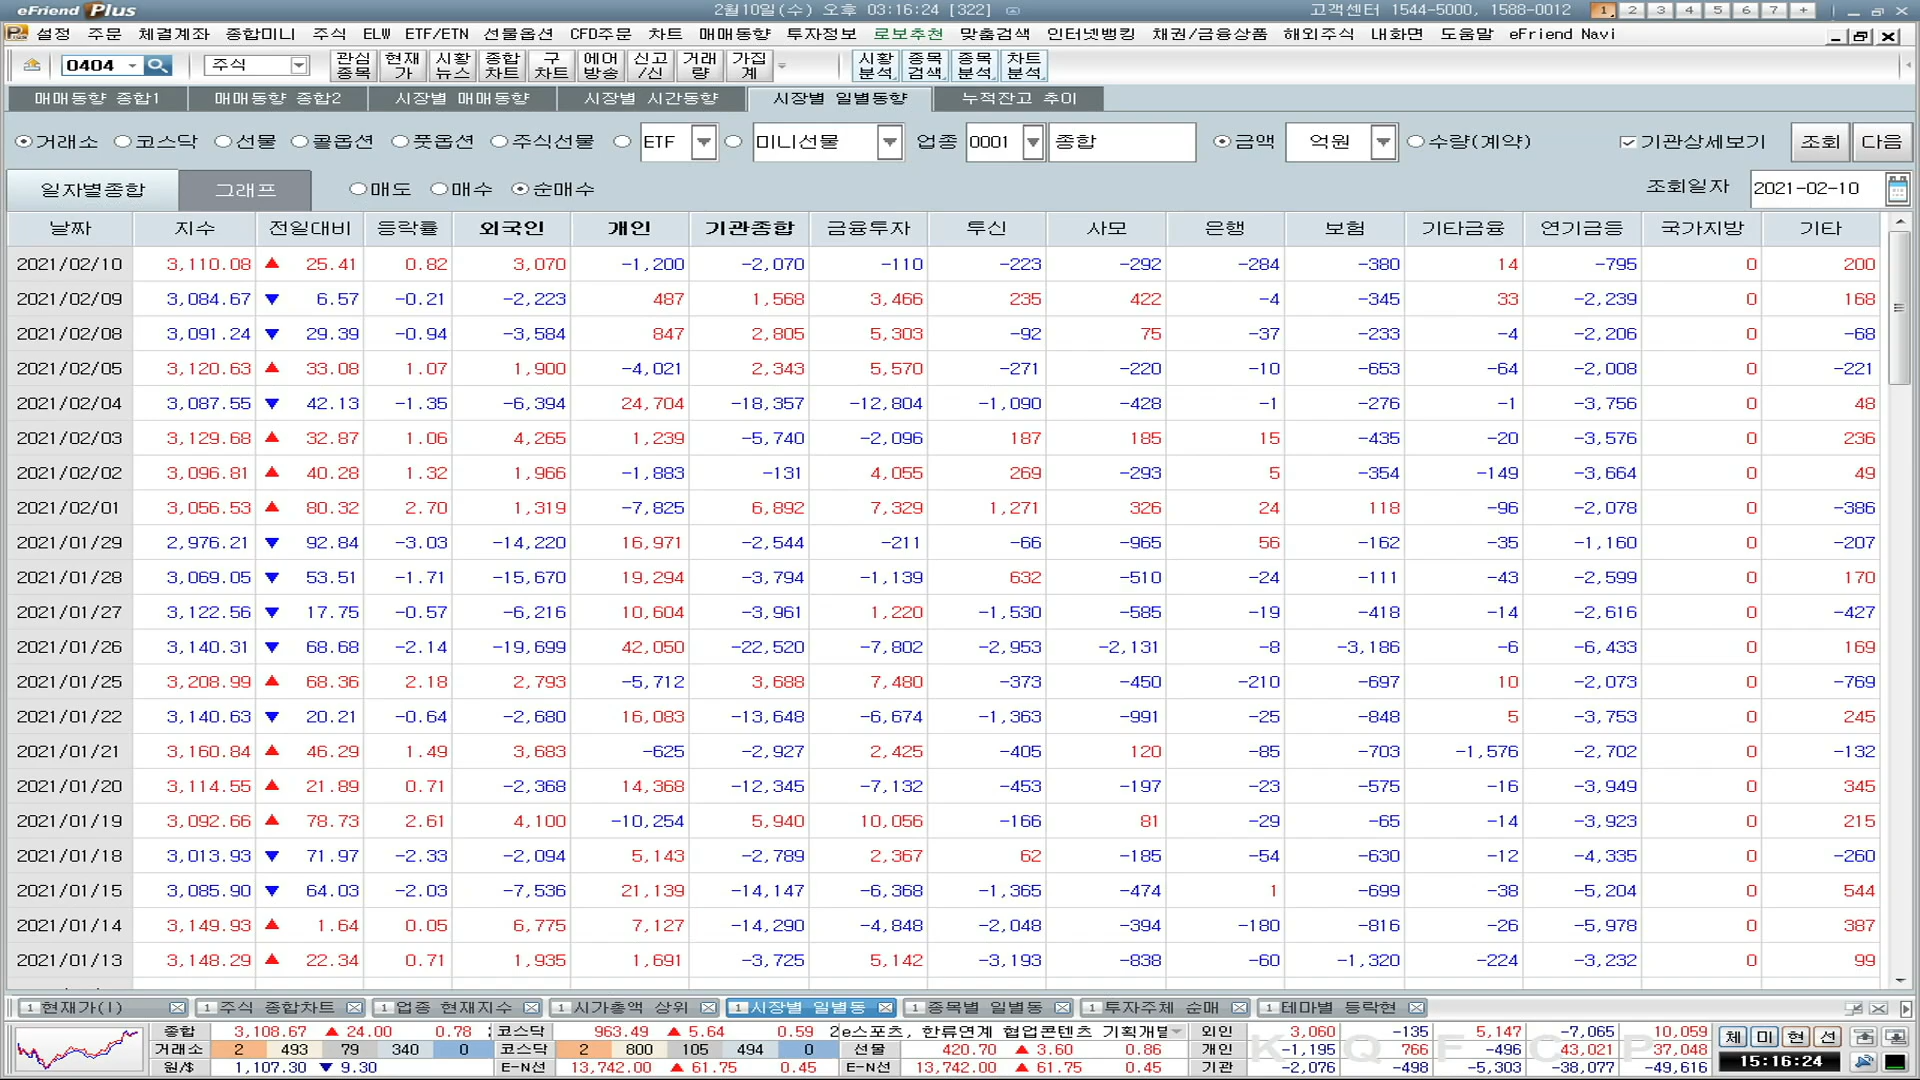 eFriend Plus 2월10일(수) 오후 03:16:24 [322] 고객센터 1544-5000, 1588-0012 1 2 3 4 5 6 7 +
설정 주문 체결계좌 종합미니 주식 ELW ETF/ETN 선물옵션 CFD주문 차트 매매동향 투자정보 로보추천 맞춤검색 인터넷뱅킹 채권/금융상품 해외주식 내화면 도움말 eFriend Navi
0404 주식 관심종목 현재가 시황뉴스 종합차트 구차트 에어방송 신고/신 거래량 가집계 시황분석 종목검색 종목분석 차트분석
매매동향 종합1 매매동향 종합2 시장별 매매동향 시장별 시간동향 시장별 일별동향 누적잔고 추이
거래소 코스닥 선물 콜옵션 풋옵션 주식선물 ETF 미니선물 업종 0001 종합 금액 억원 수량(계약) 기관상세보기 조회 다음
일자별종합 그래프 매도 매수 순매수 조회일자 2021-02-10
날짜 지수 전일대비 등락률 외국인 개인 기관종합 금융투자 투신 사모 은행 보험 기타금융 연기금등 국가지방 기타
2021/02/10 3,110.08 ▲ 25.41 0.82 3,070 -1,200 -2,070 -110 -223 -292 -284 -380 14 -795 0 200
2021/02/09 3,084.67 ▼ 6.57 -0.21 -2,223 487 1,568 3,466 235 422 -4 -345 33 -2,239 0 168
2021/02/08 3,091.24 ▼ 29.39 -0.94 -3,584 847 2,805 5,303 -92 75 -37 -233 -4 -2,206 0 -68
2021/02/05 3,120.63 ▲ 33.08 1.07 1,900 -4,021 2,343 5,570 -271 -220 -10 -653 -64 -2,008 0 -221
2021/02/04 3,087.55 ▼ 42.13 -1.35 -6,394 24,704 -18,357 -12,804 -1,090 -428 -1 -276 -1 -3,756 0 48
2021/02/03 3,129.68 ▲ 32.87 1.06 4,265 1,239 -5,740 -2,096 187 185 15 -435 -20 -3,576 0 236
2021/02/02 3,096.81 ▲ 40.28 1.32 1,966 -1,883 -131 4,055 269 -293 5 -354 -149 -3,664 0 49
2021/02/01 3,056.53 ▲ 80.32 2.70 1,319 -7,825 6,892 7,329 1,271 326 24 118 -96 -2,078 0 -386
2021/01/29 2,976.21 ▼ 92.84 -3.03 -14,220 16,971 -2,544 -211 -66 -965 56 -162 -35 -1,160 0 -207
2021/01/28 3,069.05 ▼ 53.51 -1.71 -15,670 19,294 -3,794 -1,139 632 -510 -24 -111 -43 -2,599 0 170
2021/01/27 3,122.56 ▼ 17.75 -0.57 -6,216 10,604 -3,961 1,220 -1,530 -585 -19 -418 -14 -2,616 0 -427
2021/01/26 3,140.31 ▼ 68.68 -2.14 -19,699 42,050 -22,520 -7,802 -2,953 -2,131 -8 -3,186 -6 -6,433 0 169
2021/01/25 3,208.99 ▲ 68.36 2.18 2,793 -5,712 3,688 7,480 -373 -450 -210 -697 10 -2,073 0 -769
2021/01/22 3,140.63 ▼ 20.21 -0.64 -2,680 16,083 -13,648 -6,674 -1,363 -991 -25 -848 5 -3,753 0 245
2021/01/21 3,160.84 ▲ 46.29 1.49 3,683 -625 -2,927 2,425 -405 120 -85 -703 -1,576 -2,702 0 -132
2021/01/20 3,114.55 ▲ 21.89 0.71 -2,368 14,368 -12,345 -7,132 -453 -197 -23 -575 -16 -3,949 0 345
2021/01/19 3,092.66 ▲ 78.73 2.61 4,100 -10,254 5,940 10,056 -166 81 -29 -65 -14 -3,923 0 215
2021/01/18 3,013.93 ▼ 71.97 -2.33 -2,094 5,143 -2,789 2,367 62 -185 -54 -630 -12 -4,335 0 -260
2021/01/15 3,085.90 ▼ 64.03 -2.03 -7,536 21,139 -14,147 -6,368 -1,365 -474 1 -699 -38 -5,204 0 544
2021/01/14 3,149.93 ▲ 1.64 0.05 6,775 7,127 -14,290 -4,848 -2,048 -394 -180 -816 -26 -5,978 0 387
2021/01/13 3,148.29 ▲ 22.34 0.71 1,935 1,691 -3,725 5,142 -3,193 -838 -60 -1,320 -224 -3,232 0 99
1 현재가(1) 1 주식 종합차트 1 업종 현재지수 1 시가총액 상위 1 시장별 일별동 1 종목별 일별동 1 투자주체 순매 1 테마별 등락현
종합 3,108.67 ▲ 24.00 0.78 코스닥 963.49 ▲ 5.64 0.59 e스포츠, 한류연계 협업콘텐츠 기획개발 외인 3,060 -135 5,147 -7,065 10,059 체 미 현 선
거래소 2 493 79 340 0 코스닥 2 800 105 494 0 선물 420.70 ▲ 3.60 0.86 개인 -1,195 766 -496 43,021 37,048
원/$ 1,107.30 ▼ 9.30 E-N선 13,742.00 ▲ 61.75 0.45 E-N선 13,742.00 ▲ 61.75 0.45 기관 -2,076 -498 -5,303 -38,077 -49,616 15:16:24
K Q F C P